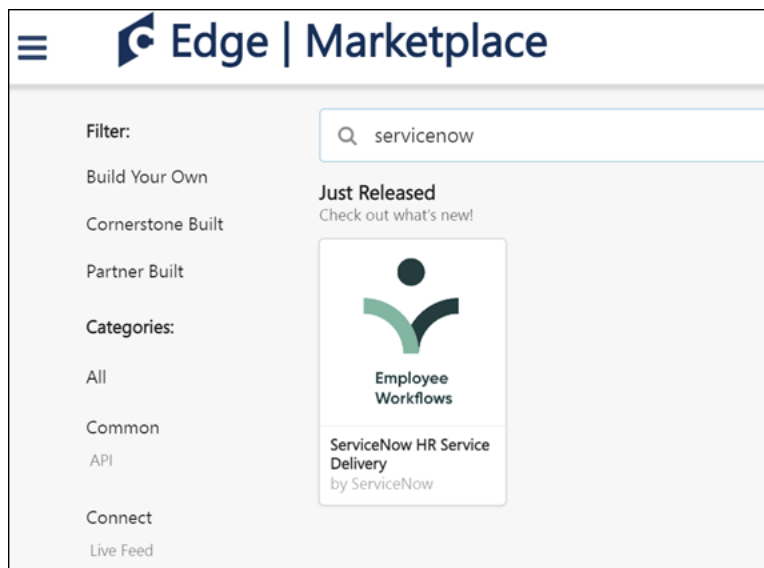 Edge | Marketplace
Filter:
Build Your Own
Cornerstone Built
Partner Built
Categories:
All
Common
API
Connect
Live Feed
servicenow
Just Released
Check out what's new!
Employee
Workflows
ServiceNow HR Service
Delivery
by ServiceNow